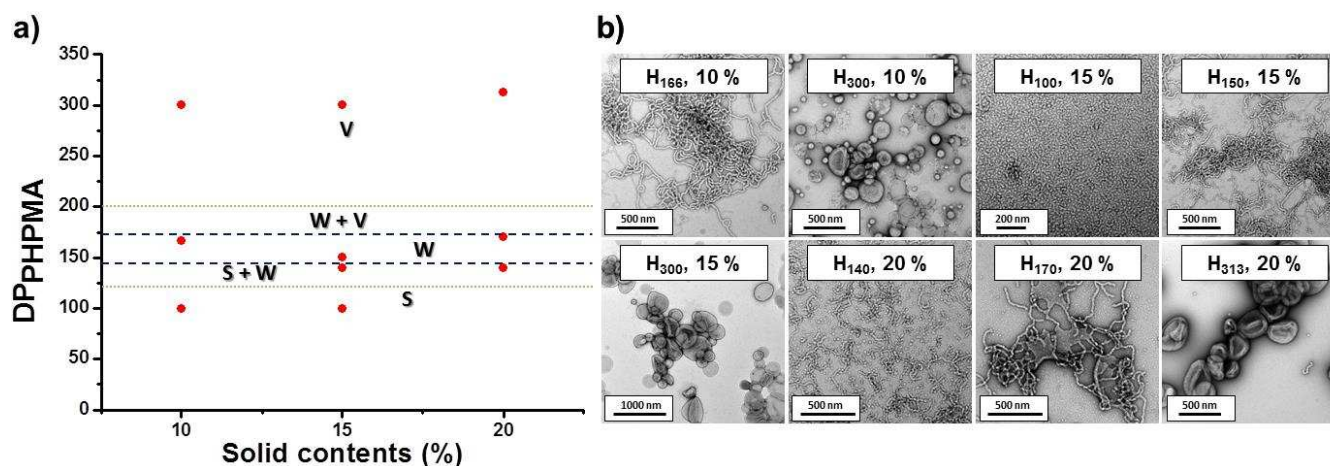 a)
350
300
250
200
150
100
50
0
DP_PHPMA
V
W + V
W
S + W
S
10
15
20
Solid contents (%)
b)
H₁₆₆, 10 %
500 nm
H₃₀₀, 10 %
500 nm
H₁₀₀, 15 %
200 nm
H₁₅₀, 15 %
500 nm
H₃₀₀, 15 %
1000 nm
H₁₄₀, 20 %
500 nm
H₁₇₀, 20 %
500 nm
H₃₁₃, 20 %
500 nm